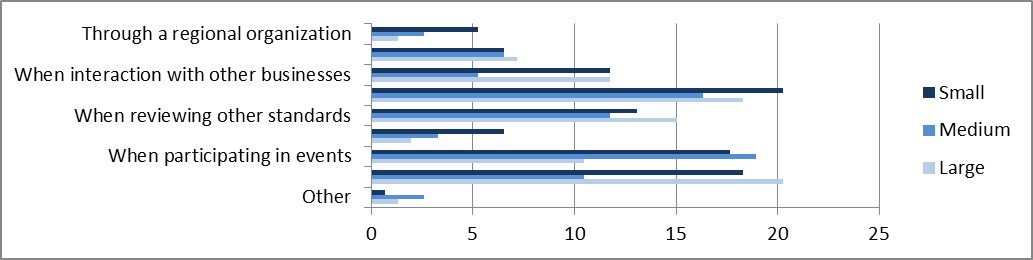 Through a regional organization
When interaction with other businesses
When reviewing other standards
When participating in events
Other
Small
Medium
Large
0 5 10 15 20 25